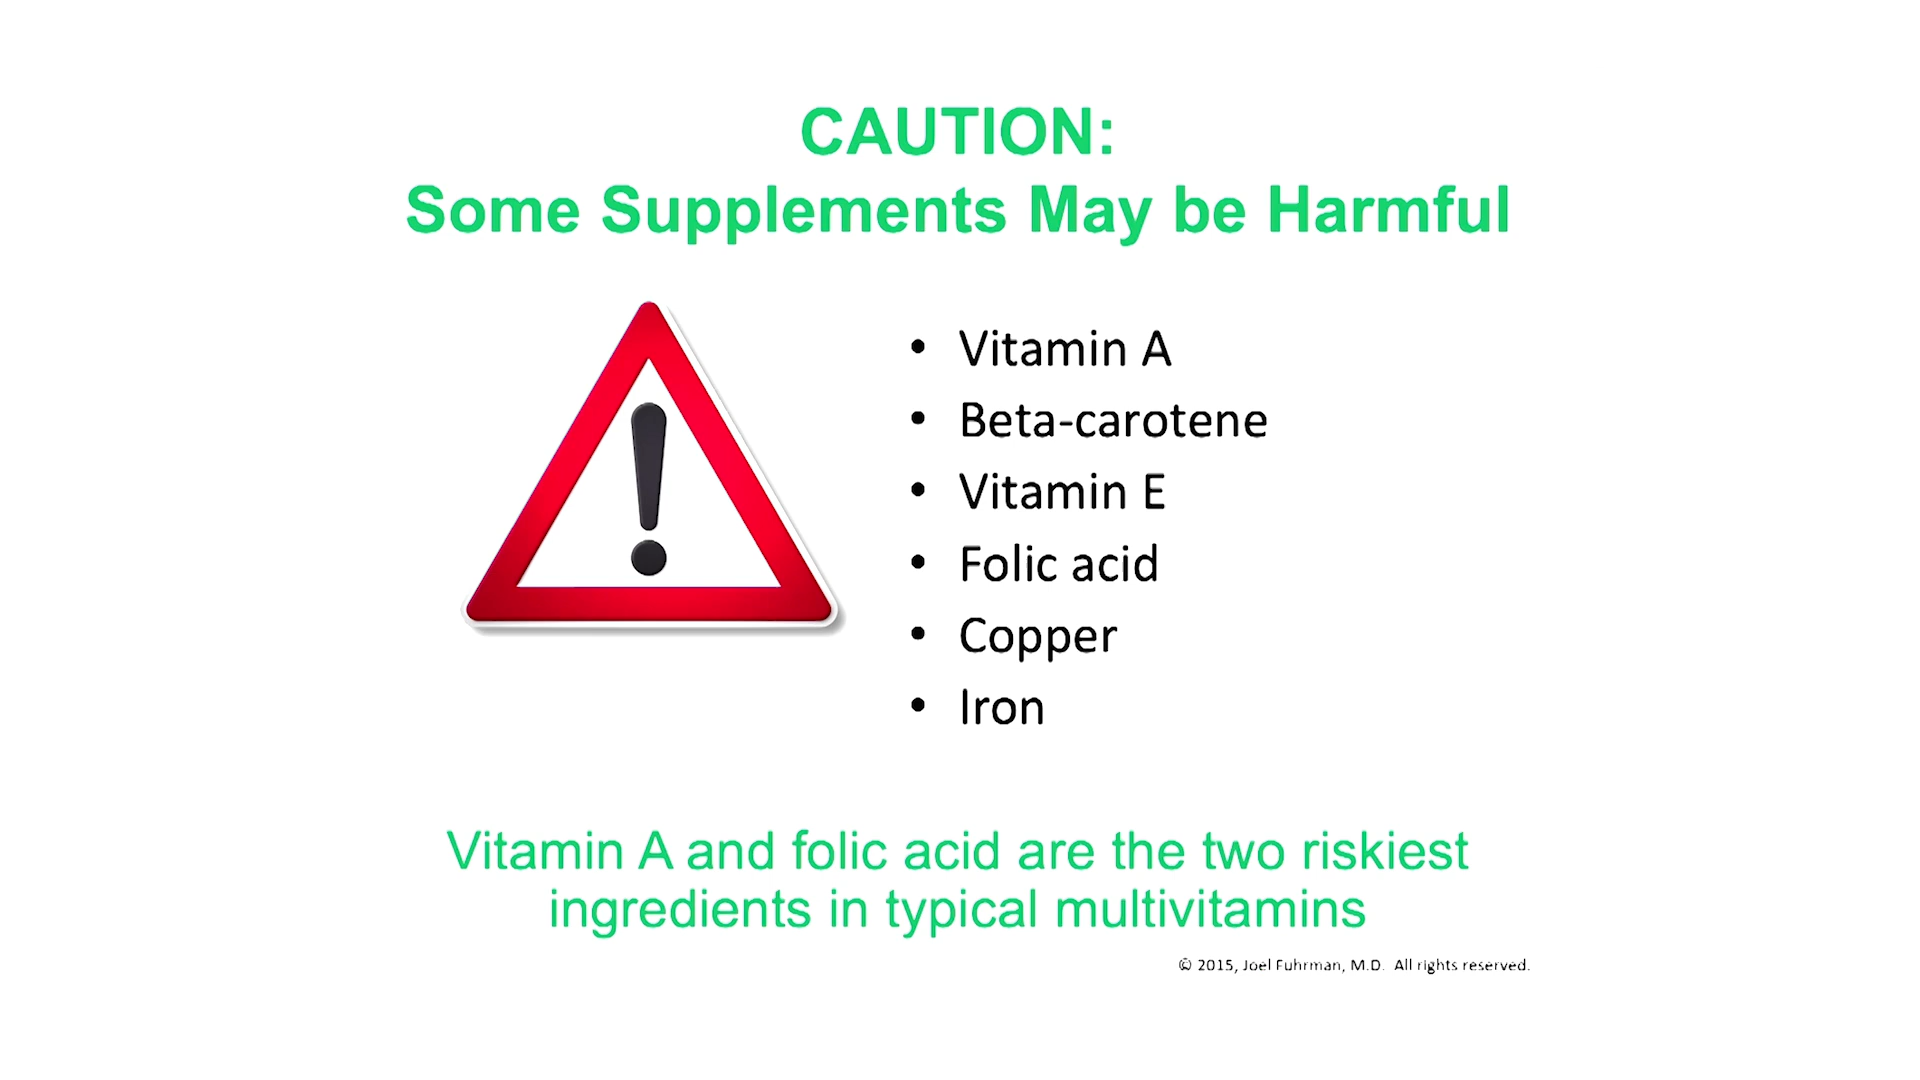 CAUTION:
Some Supplements May be Harmful
• Vitamin A
• Beta-carotene
• Vitamin E
• Folic acid
• Copper
• Iron
Vitamin A and folic acid are the two riskiest
ingredients in typical multivitamins
© 2015, Joel Fuhrman, M.D. All rights reserved.